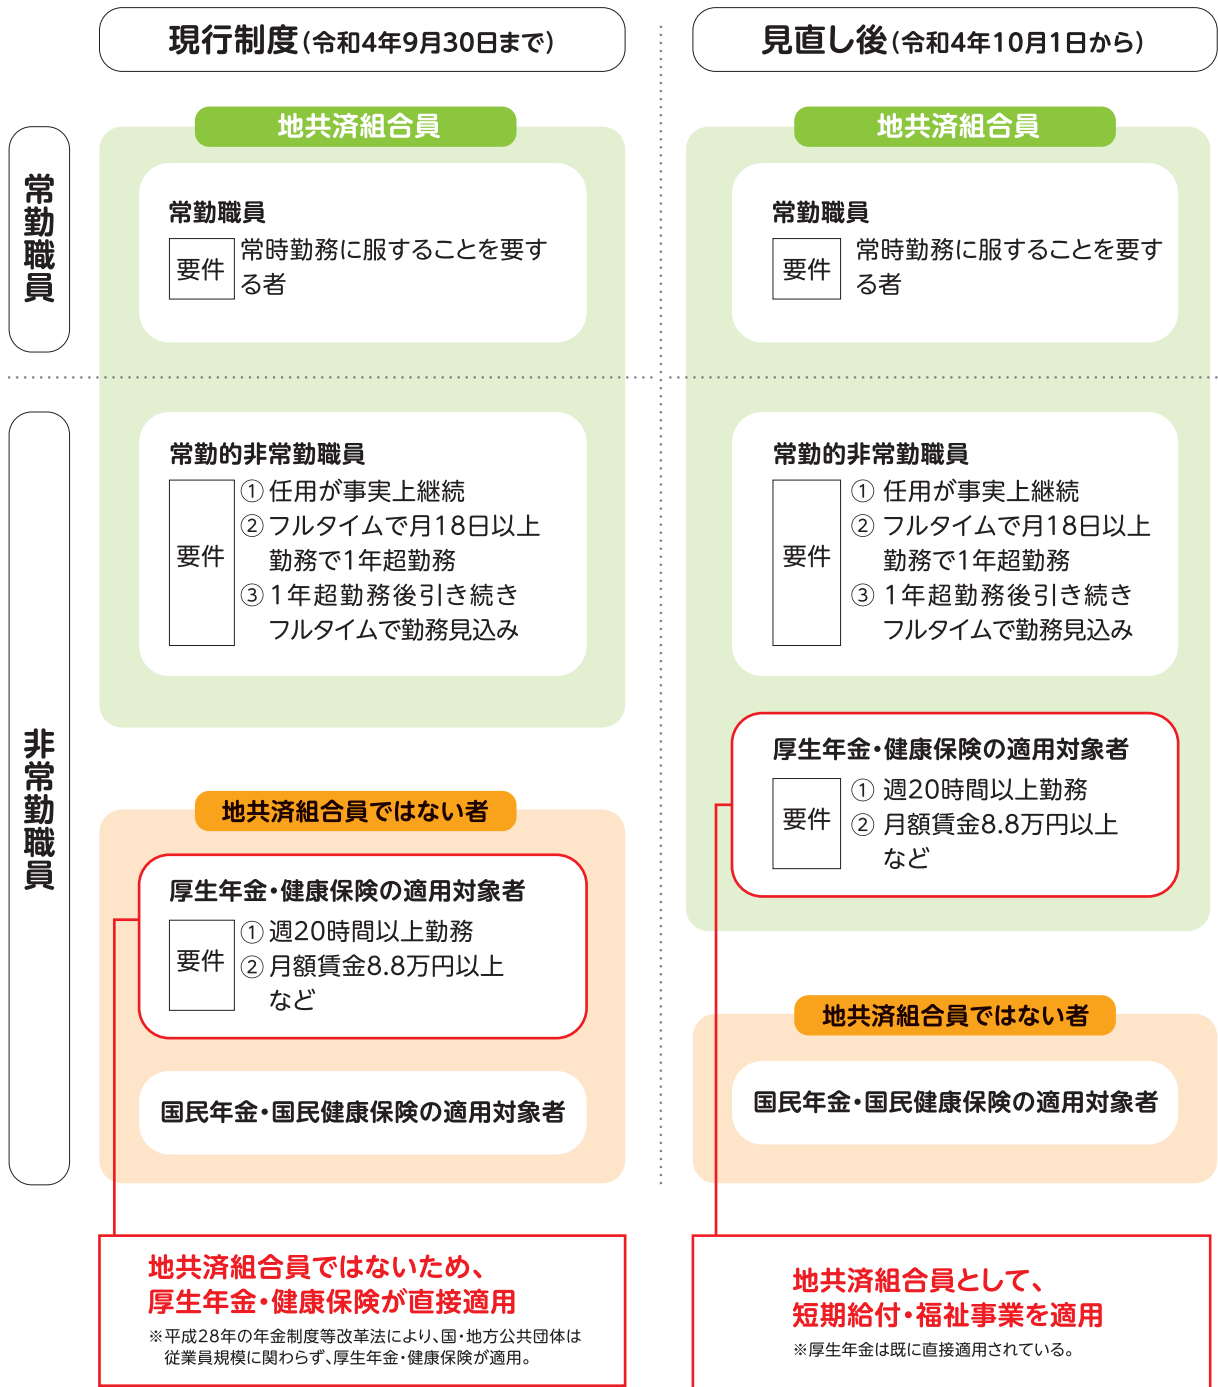 現行制度(令和4年9月30日まで)
地共済組合員
常勤職員
常勤職員
要件
常時勤務に服することを要す
る者
非常勤職員
常勤的非常勤職員
要件
① 任用が事実上継続
② フルタイムで月18日以上
勤務で1年超勤務
③ 1年超勤務後引き続き
フルタイムで勤務見込み
地共済組合員ではない者
厚生年金・健康保険の適用対象者
要件
① 週20時間以上勤務
② 月額賃金8.8万円以上
など
国民年金・国民健康保険の適用対象者
地共済組合員ではないため、
厚生年金・健康保険が直接適用
※平成28年の年金制度等改革法により、国・地方公共団体は
従業員規模に関わらず、厚生年金・健康保険が適用。
見直し後(令和4年10月1日から)
地共済組合員
常勤職員
要件
常時勤務に服することを要す
る者
常勤的非常勤職員
要件
① 任用が事実上継続
② フルタイムで月18日以上
勤務で1年超勤務
③ 1年超勤務後引き続き
フルタイムで勤務見込み
厚生年金・健康保険の適用対象者
要件
① 週20時間以上勤務
② 月額賃金8.8万円以上
など
地共済組合員ではない者
国民年金・国民健康保険の適用対象者
地共済組合員として、
短期給付・福祉事業を適用
※厚生年金は既に直接適用されている。